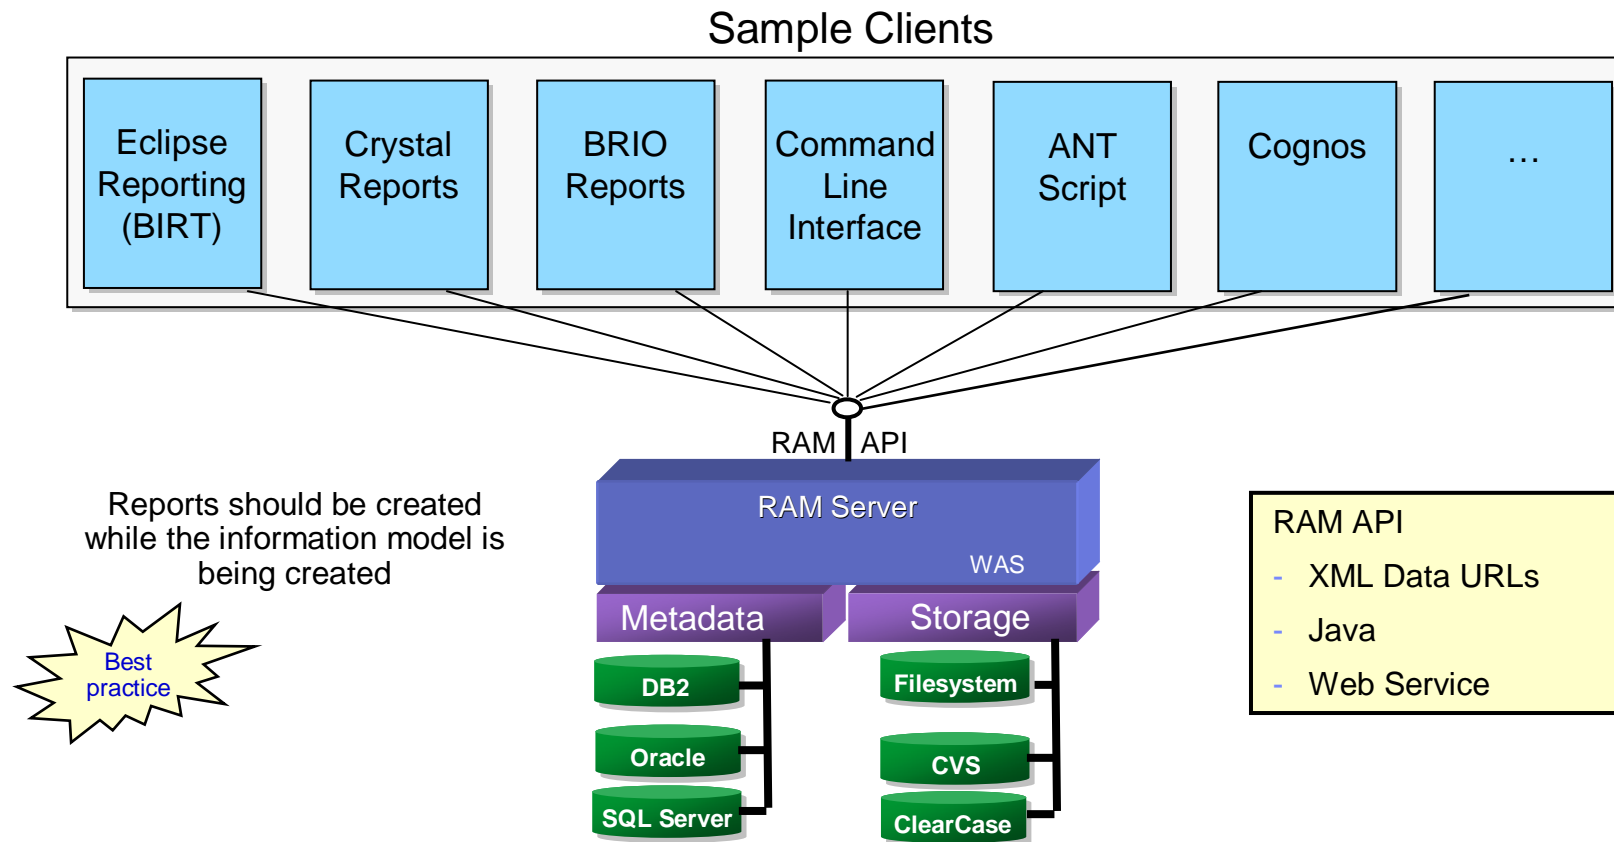 Sample Clients
Eclipse
Reporting
(BIRT)
Crystal
Reports
BRIO
Reports
Command
Line
Interface
ANT
Script
Cognos
...
RAM API
RAM Server
WAS
Metadata
Storage
DB2
Oracle
SQL Server
Filesystem
CVS
ClearCase
Reports should be created
while the information model is
being created
Best
practice
RAM API
- XML Data URLs
- Java
- Web Service